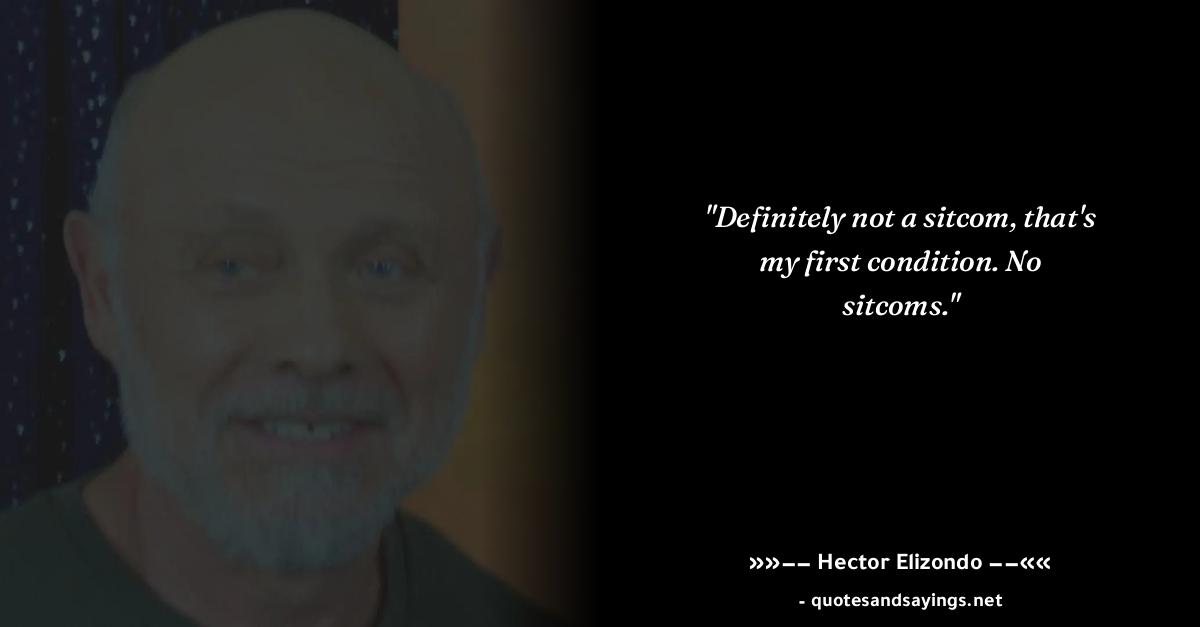 "Definitely not a sitcom, that's
my first condition. No
sitcoms."
»»−− Hector Elizondo −−««
- quotesandsayings.net